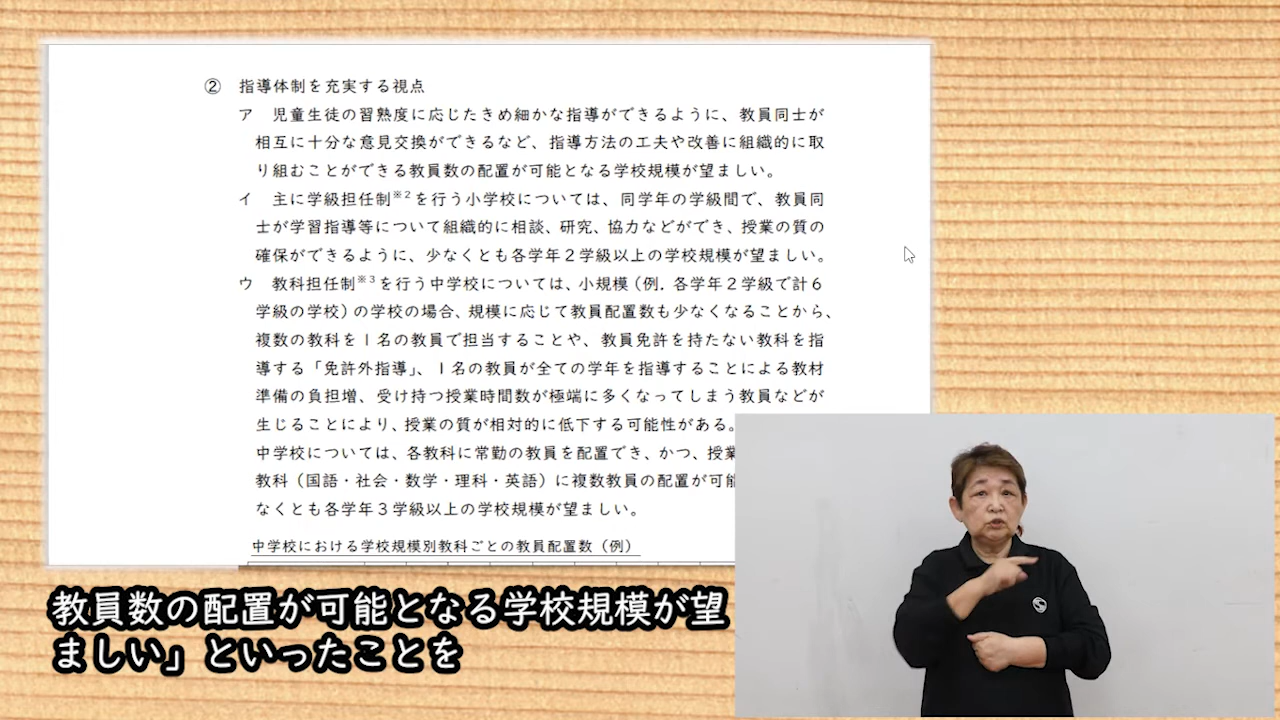 ② 指導体制を充実する視点
ア 児童生徒の習熟度に応じたきめ細かな指導ができるように、教員同士が
相互に十分な意見交換ができるなど、指導方法の工夫や改善に組織的に取
り組むことができる教員数の配置が可能となる学校規模が望ましい。
イ 主に学級担任制※2を行う小学校については、同学年の学級間で、教員同
士が学習指導等について組織的に相談、研究、協力などができ、授業の質の
確保ができるように、少なくとも各学年２学級以上の学校規模が望ましい。
ウ 教科担任制※3を行う中学校については、小規模（例．各学年２学級で計６
学級の学校）の学校の場合、規模に応じて教員配置数も少なくなることから、
複数の教科を１名の教員で担当することや、教員免許を持たない教科を指
導する「免許外指導」、１名の教員が全ての学年を指導することによる教材
準備の負担増、受け持つ授業時間数が極端に多くなってしまう教員などが
生じることにより、授業の質が相対的に低下する可能性がある。
中学校については、各教科に常勤の教員を配置でき、かつ、授業
教科（国語・社会・数学・理科・英語）に複数教員の配置が可能
なくとも各学年３学級以上の学校規模が望ましい。
中学校における学校規模別教科ごとの教員配置数（例）
教員数の配置が可能となる学校規模が望
ましい」といったことを